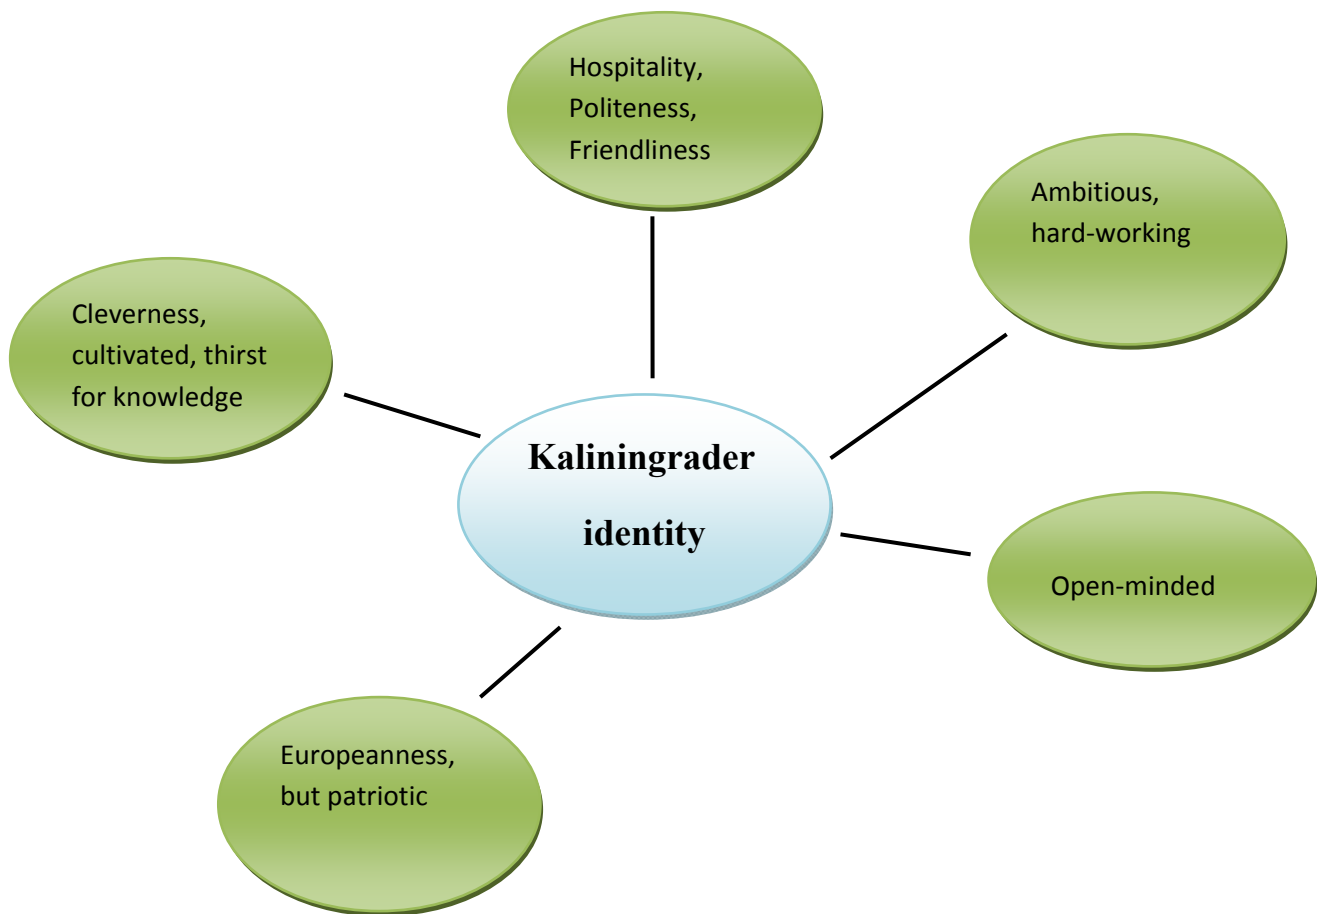 Hospitality,
Politeness,
Friendliness
Ambitious,
hard-working
Cleverness,
cultivated, thirst
for knowledge
Kaliningrader
identity
Open-minded
Europeanness,
but patriotic